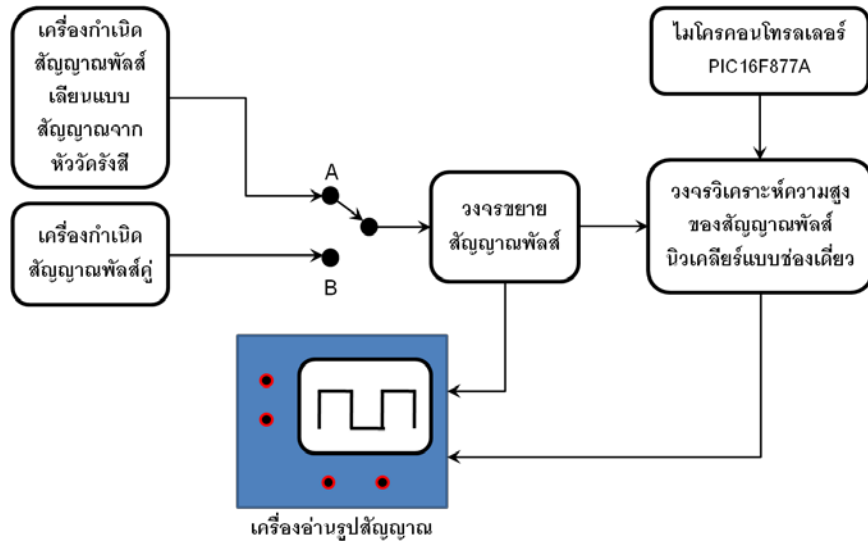 เครื่องกำเนิด
สัญญาณพัลส์
เลียนแบบ
สัญญาณจาก
หัววัดรังสี
เครื่องกำเนิด
สัญญาณพัลส์คู่
A
B
วงจรขยาย
สัญญาณพัลส์
ไมโครคอนโทรลเลอร์
PIC16F877A
วงจรวิเคราะห์ความสูง
ของสัญญาณพัลส์
นิวเคลียร์แบบช่องเดี่ยว
เครื่องอ่านรูปสัญญาณ